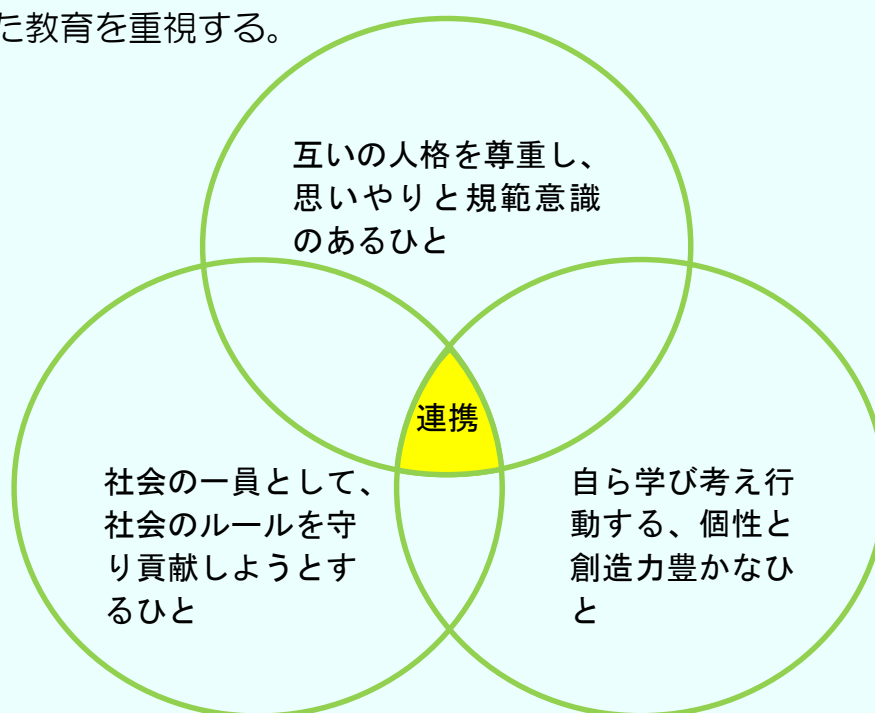 た教育を重視する。
互いの人格を尊重し、
思いやりと規範意識
のあるひと
連携
社会の一員として、
社会のルールを守
り貢献しようとす
るひと
自ら学び考え行
動する、個性と
創造力豊かなひ
と